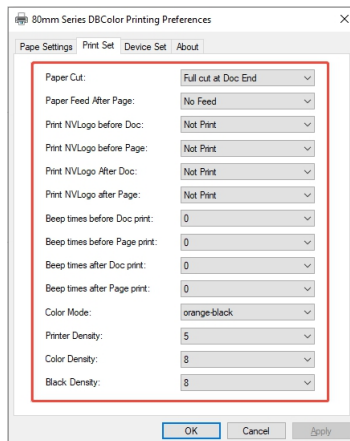 80mm Series DBColor Printing Preferences
Pape Settings Print Set Device Set About
Paper Cut: Full cut at Doc End
Paper Feed After Page: No Feed
Print NVLogo before Doc: Not Print
Print NVLogo before Page: Not Print
Print NVLogo After Doc: Not Print
Print NVLogo after Page: Not Print
Beep times before Doc print: 0
Beep times before Page print: 0
Beep times after Doc print: 0
Beep times after Page print: 0
Color Mode: orange-black
Printer Density: 5
Color Density: 8
Black Density: 8
OK Cancel Apply